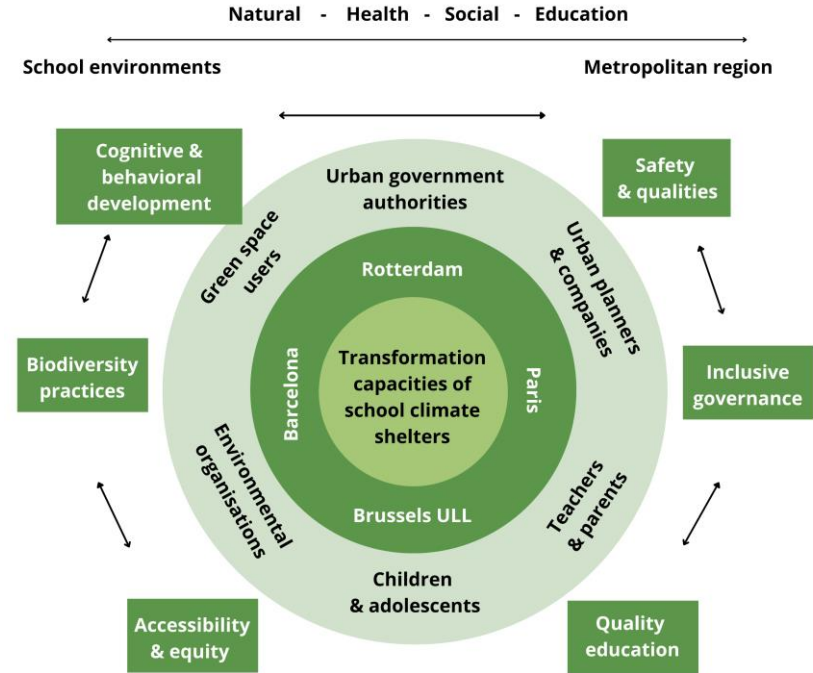 Natural - Health - Social - Education
School environments
Metropolitan region
Cognitive &
behavioral
development
Safety
& qualities
Urban government
authorities
Green space
users
Urban planners
& companies
Rotterdam
Biodiversity
practices
Barcelona
Transformation
capacities of
school climate
shelters
Paris
Inclusive
governance
Environmental
organisations
Teachers
& parents
Brussels ULL
Children
& adolescents
Accessibility
& equity
Quality
education